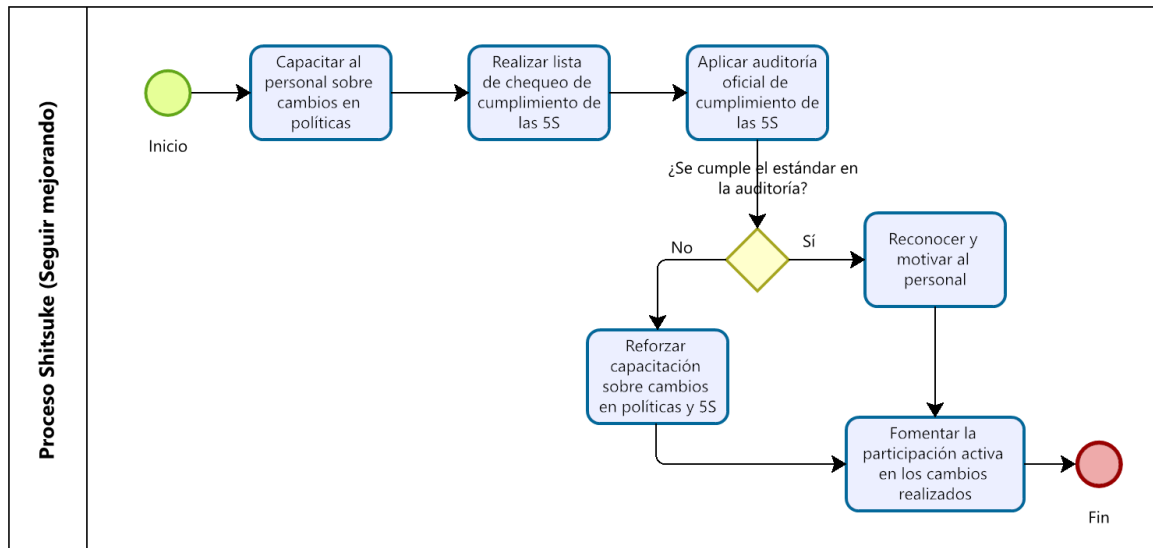 Proceso Shitsuke (Seguir mejorando)
Inicio
Capacitar al
personal sobre
cambios en
políticas
Realizar lista
de chequeo de
cumplimiento de
las 5S
Aplicar auditoría
oficial de
cumplimiento de
las 5S
¿Se cumple el estándar en
la auditoría?
No
Sí
Reconocer y
motivar al
personal
Reforzar
capacitación
sobre cambios
en políticas y 5S
Fomentar la
participación activa
en los cambios
realizados
Fin